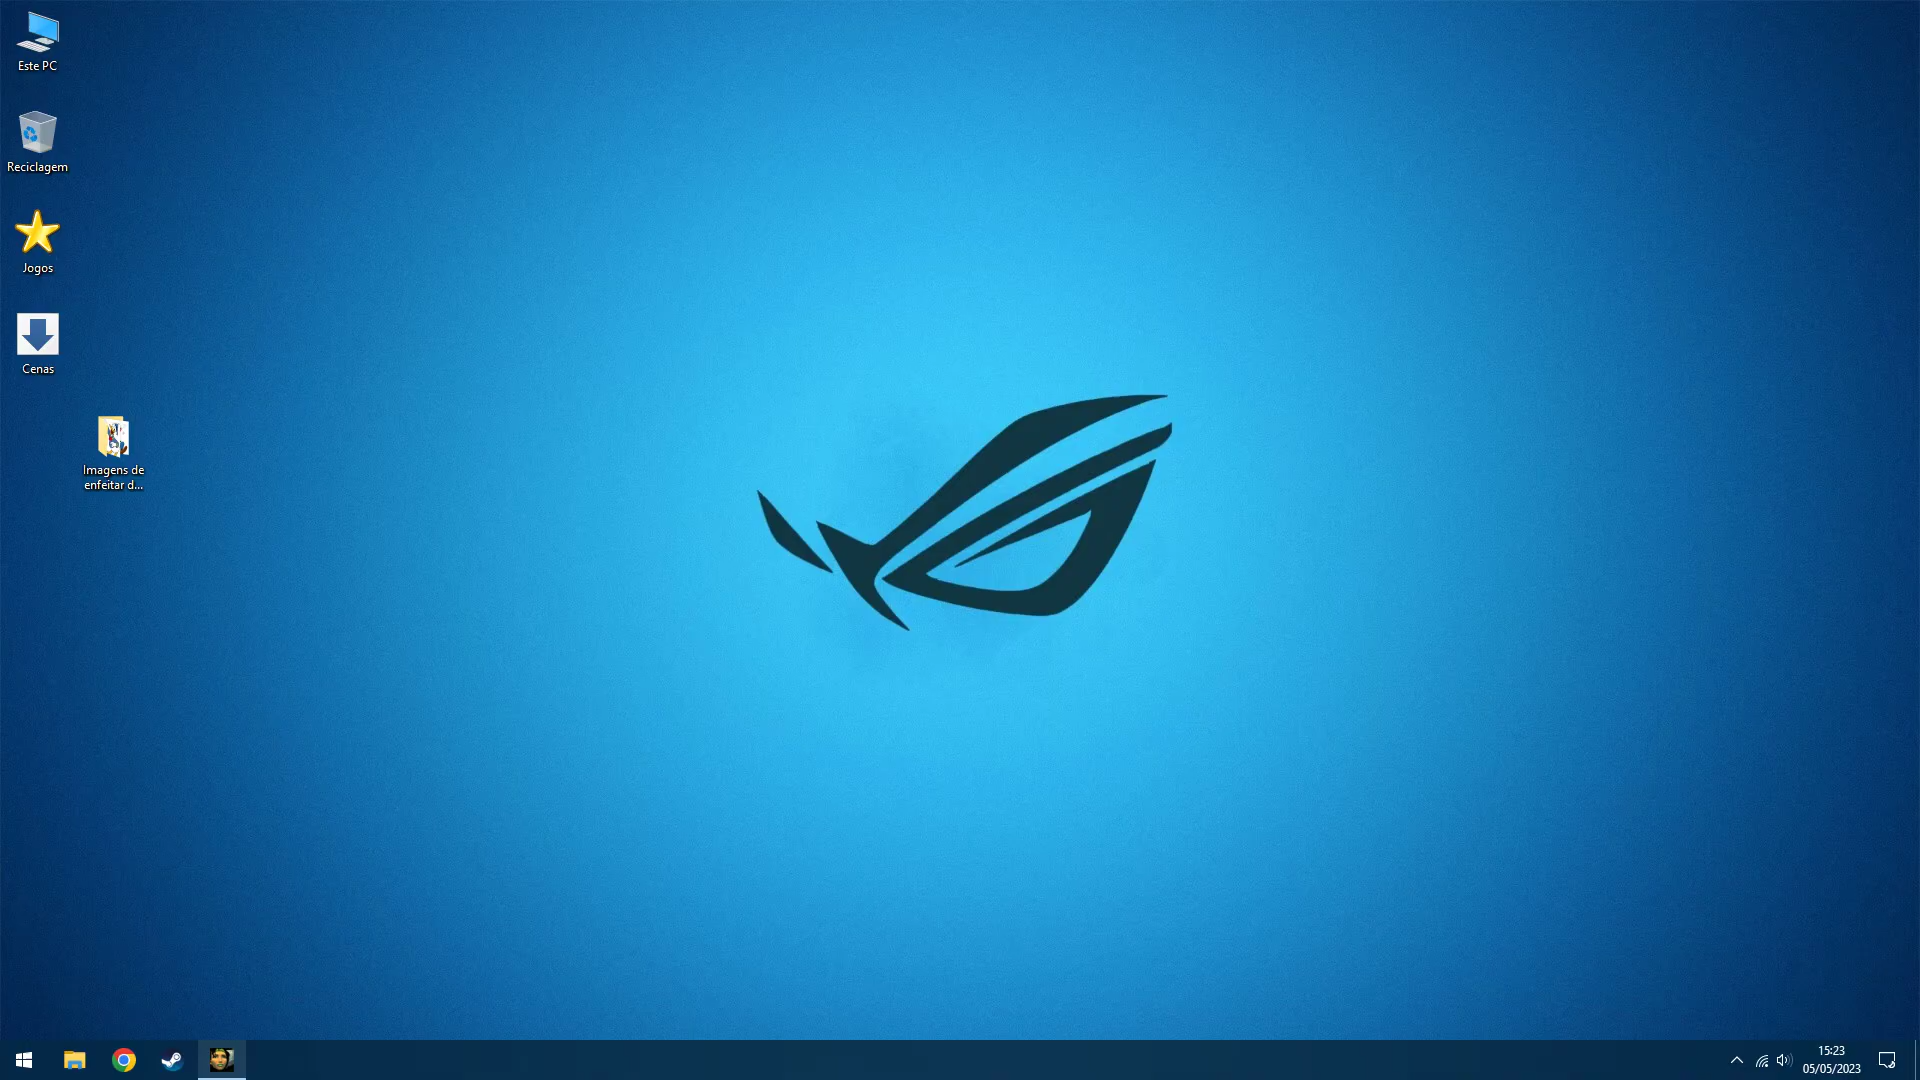 Este PC
Reciclagem
Jogos
Cenas
Imagens de
enfeitar d...
15:23
05/05/2023